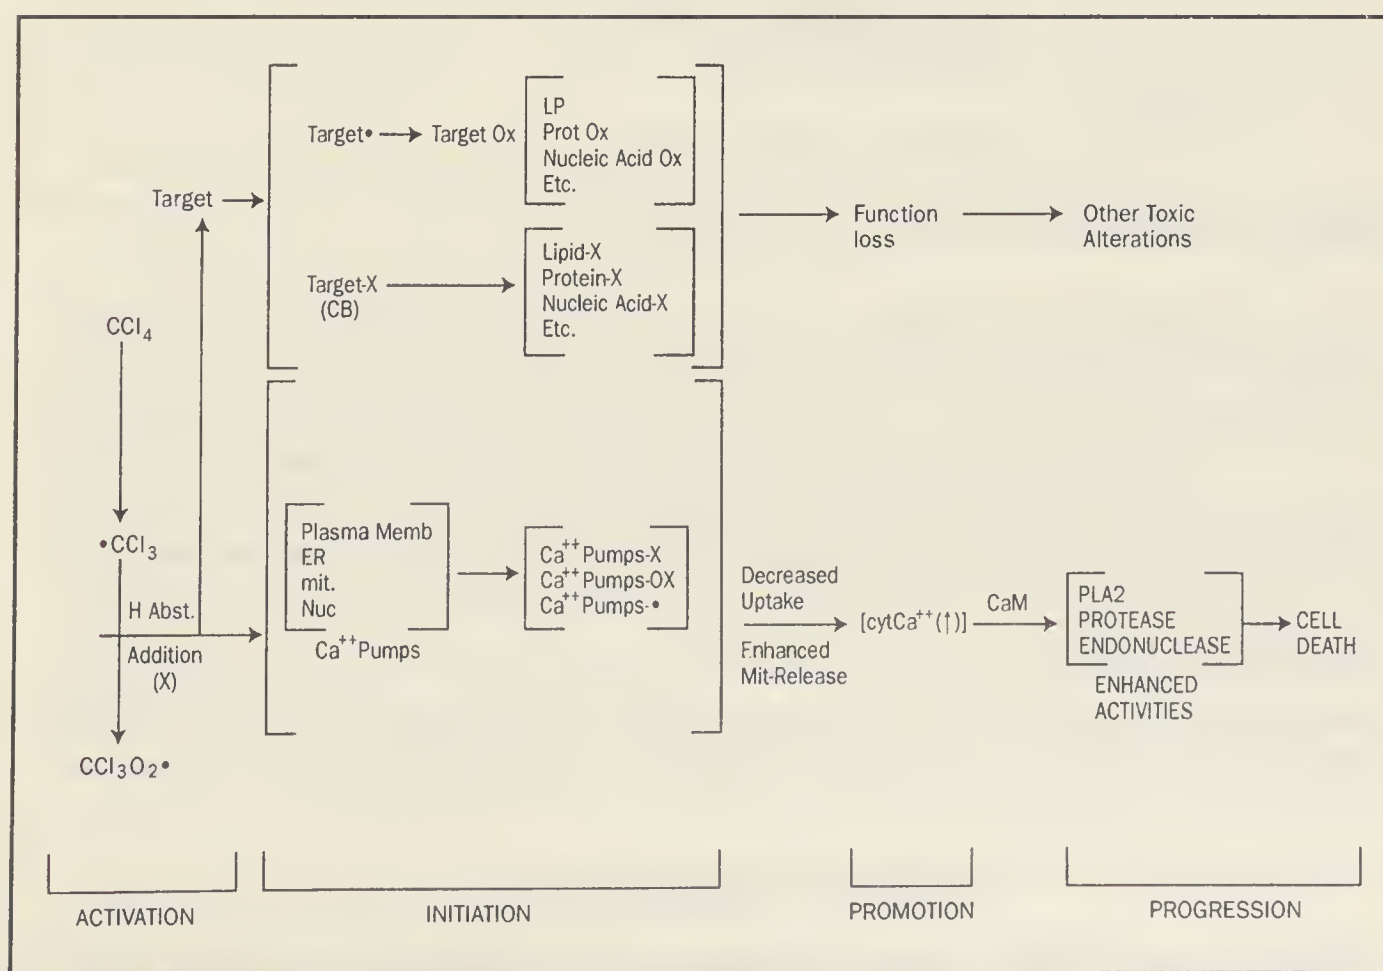 Target
CCl4
•CCl3
H Abst.
Addition
(X)
CCl3O2•
Target• → Target Ox
LP
Prot Ox
Nucleic Acid Ox
Etc.
Target-X
(CB)
Lipid-X
Protein-X
Nucleic Acid-X
Etc.
Function
loss
Other Toxic
Alterations
Plasma Memb
ER
mit.
Nuc
Ca++ Pumps
Ca++ Pumps-X
Ca++ Pumps-OX
Ca++ Pumps-•
Decreased
Uptake
Enhanced
Mit-Release
[cytCa++(↑)]
CaM
PLA2
PROTEASE
ENDONUCLEASE
ENHANCED
ACTIVITIES
CELL
DEATH
ACTIVATION
INITIATION
PROMOTION
PROGRESSION